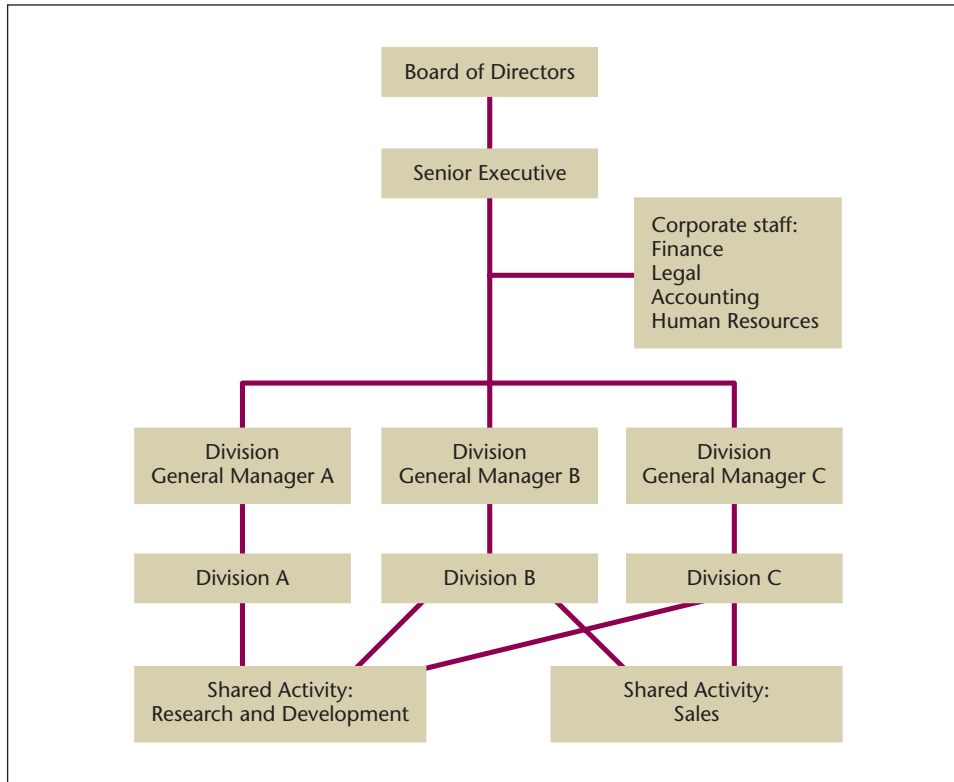 Board of Directors
Senior Executive
Corporate staff:
Finance
Legal
Accounting
Human Resources
Division
General Manager A
Division
General Manager B
Division
General Manager C
Division A
Division B
Division C
Shared Activity:
Research and Development
Shared Activity:
Sales